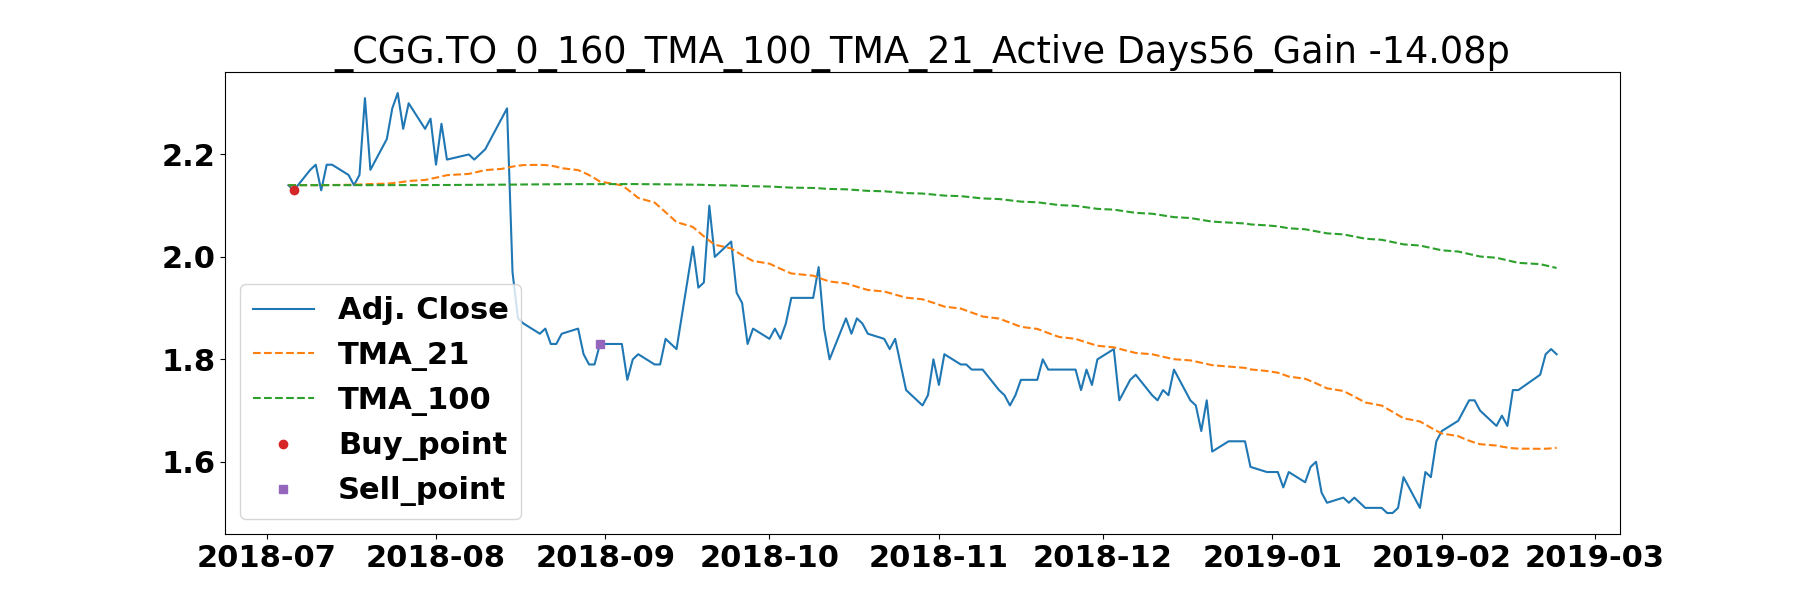 _CGG.TO_0_160_TMA_100_TMA_21_Active Days56_Gain -14.08p
2.2
2.0
1.8
1.6
Adj. Close
TMA_21
TMA_100
Buy_point
Sell_point
2018-07 2018-08 2018-09 2018-10 2018-11 2018-12 2019-01 2019-02 2019-03